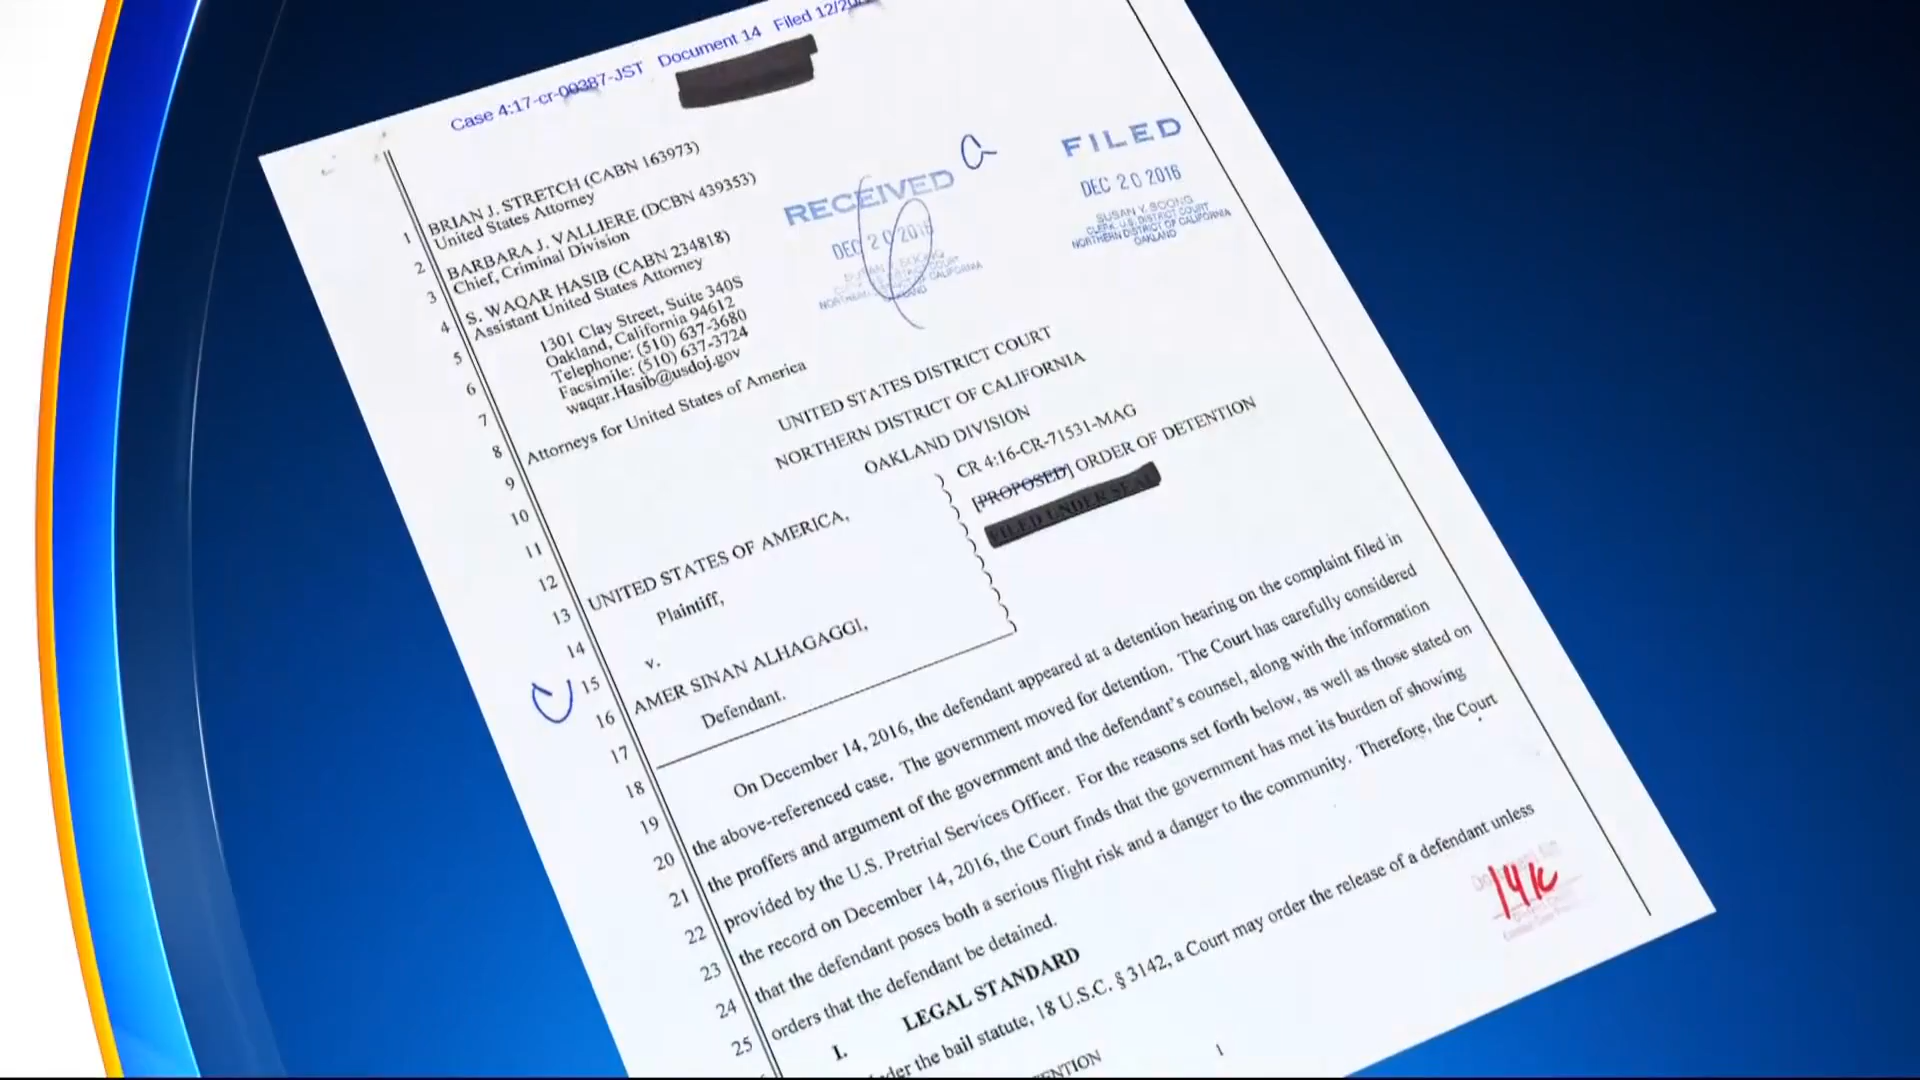 Case 4:17-cr-00387-JST Document 14 Filed 12/20
BRIAN J. STRETCH (CABN 163973)
United States Attorney
BARBARA J. VALLIERE (DCBN 439353)
Chief, Criminal Division
S. WAQAR HASIB (CABN 234818)
Assistant United States Attorney
1301 Clay Street, Suite 340S
Oakland, California 94612
Telephone: (510) 637-3680
Facsimile: (510) 637-3724
waqar.Hasib@usdoj.gov
Attorneys for United States of America
RECEIVED
DEC 20 2016
NORTHERN DISTRICT OF CALIFORNIA
OAKLAND
FILED
DEC 20 2016
SUSAN Y. SOONG
CLERK, U.S. DISTRICT COURT
NORTHERN DISTRICT OF CALIFORNIA
OAKLAND
UNITED STATES DISTRICT COURT
NORTHERN DISTRICT OF CALIFORNIA
OAKLAND DIVISION
UNITED STATES OF AMERICA,
Plaintiff,
v.
AMER SINAN ALHAGAGGI,
Defendant.
CR 4:16-CR-71531-MAG
[PROPOSED] ORDER OF DETENTION
FILED UNDER SEAL
On December 14, 2016, the defendant appeared at a detention hearing on the complaint filed in
the above-referenced case. The government moved for detention. The Court has carefully considered
the proffers and argument of the government and the defendant's counsel, along with the information
provided by the U.S. Pretrial Services Officer. For the reasons set forth below, as well as those stated on
the record on December 14, 2016, the Court finds that the government has met its burden of showing
that the defendant poses both a serious flight risk and a danger to the community. Therefore, the Court
orders that the defendant be detained.
I. LEGAL STANDARD
the bail statute, 18 U.S.C. § 3142, a Court may order the release of a defendant unless
1
1
2
3
4
5
6
7
8
9
10
11
12
13
14
15
16
17
18
19
20
21
22
23
24
25